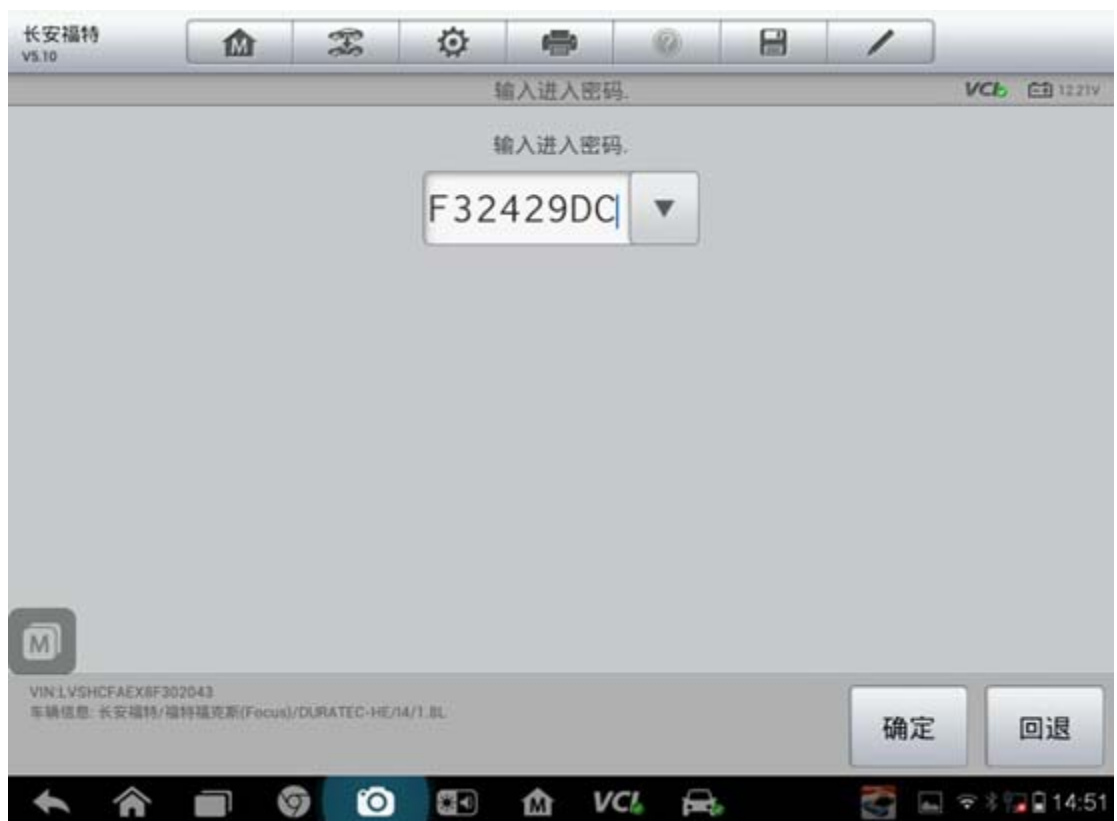 长安福特
V5.10
输入进入密码.
VCI 12.21V
输入进入密码.
F32429DC
M
VIN:LVSHCFAEX8F302043
车辆信息: 长安福特/福特福克斯(Focus)/DURATEC-HE/I4/1.8L
确定
回退
VCI
14:51